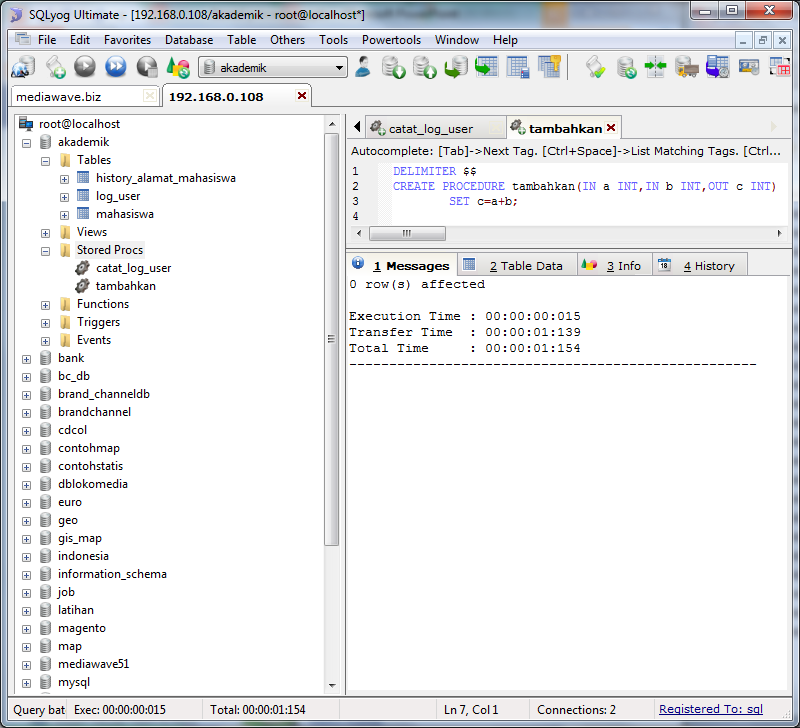 SQLyog Ultimate - [192.168.0.108/akademik - root@localhost*]
File Edit Favorites Database Table Others Tools Powertools Window Help
akademik
mediawave.biz
192.168.0.108
root@localhost
akademik
Tables
history_alamat_mahasiswa
log_user
mahasiswa
Views
Stored Procs
catat_log_user
tambahkan
Functions
Triggers
Events
bank
bc_db
brand_channeldb
brandchannel
cdcol
contohmap
contohstatis
dblokomedia
euro
geo
gis_map
indonesia
information_schema
job
latihan
magento
map
mediawave51
mysql
catat_log_user
tambahkan
Autocomplete: [Tab]->Next Tag. [Ctrl+Space]->List Matching Tags. [Ctrl...
1 DELIMITER $$
2 CREATE PROCEDURE tambahkan(IN a INT,IN b INT,OUT c INT)
3 SET c=a+b;
4
1 Messages 2 Table Data 3 Info 18 4 History
0 row(s) affected
Execution Time : 00:00:00:015
Transfer Time : 00:00:01:139
Total Time : 00:00:01:154
---------------------------------------------------
Query bat Exec: 00:00:00:015 Total: 00:00:01:154 Ln 7, Col 1 Connections: 2 Registered To: sql